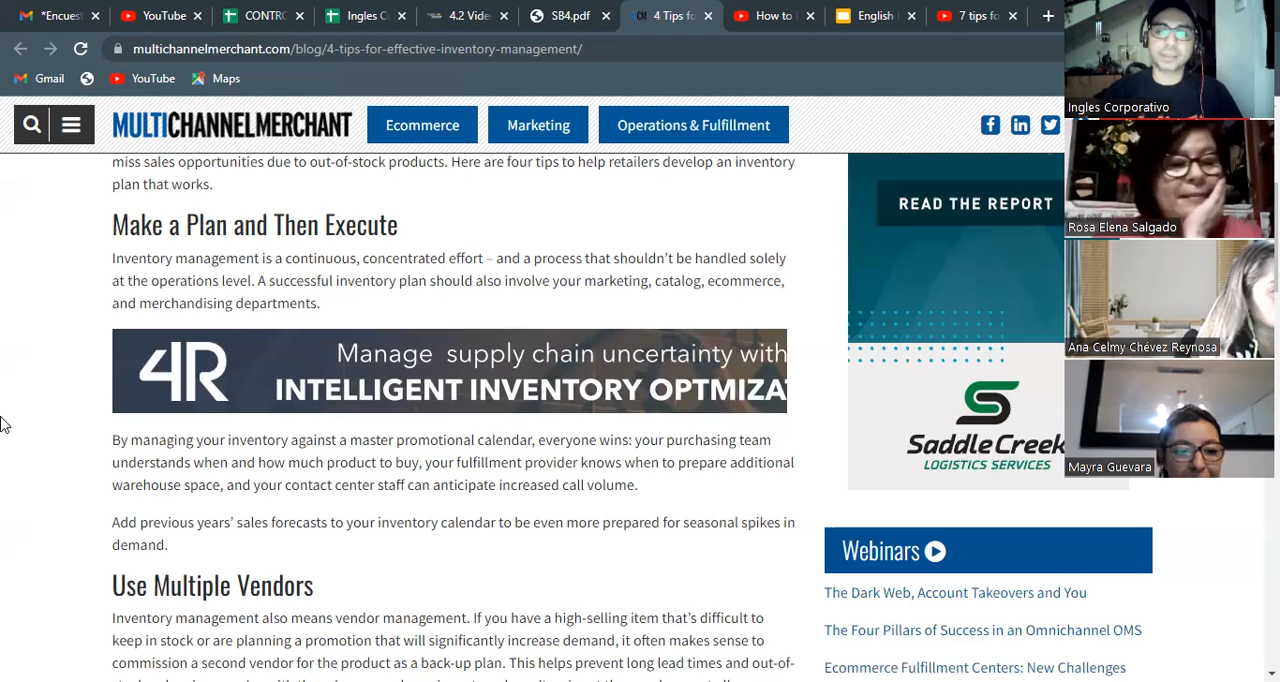 *Encues
YouTube
CONTRO
Ingles Co
4.2 Vide
SB4.pdf
4 Tips fo
How to
English
7 tips fo
multichannelmerchant.com/blog/4-tips-for-effective-inventory-management/
Gmail
YouTube
Maps
MULTICHANNELMERCHANT
Ecommerce
Marketing
Operations & Fulfillment
miss sales opportunities due to out-of-stock products. Here are four tips to help retailers develop an inventory
plan that works.
Make a Plan and Then Execute
Inventory management is a continuous, concentrated effort – and a process that shouldn't be handled solely
at the operations level. A successful inventory plan should also involve your marketing, catalog, ecommerce,
and merchandising departments.
4R
Manage supply chain uncertainty with
INTELLIGENT INVENTORY OPTMIZA
By managing your inventory against a master promotional calendar, everyone wins: your purchasing team
understands when and how much product to buy, your fulfillment provider knows when to prepare additional
warehouse space, and your contact center staff can anticipate increased call volume.
Add previous years' sales forecasts to your inventory calendar to be even more prepared for seasonal spikes in
demand.
Use Multiple Vendors
Inventory management also means vendor management. If you have a high-selling item that's difficult to
keep in stock or are planning a promotion that will significantly increase demand, it often makes sense to
commission a second vendor for the product as a back-up plan. This helps prevent long lead times and out-of-
READ THE REPORT
Saddle Creek
LOGISTICS SERVICES
Webinars
The Dark Web, Account Takeovers and You
The Four Pillars of Success in an Omnichannel OMS
Ecommerce Fulfillment Centers: New Challenges
Ingles Corporativo
Rosa Elena Salgado
Ana Celmy Chévez Reynosa
Mayra Guevara